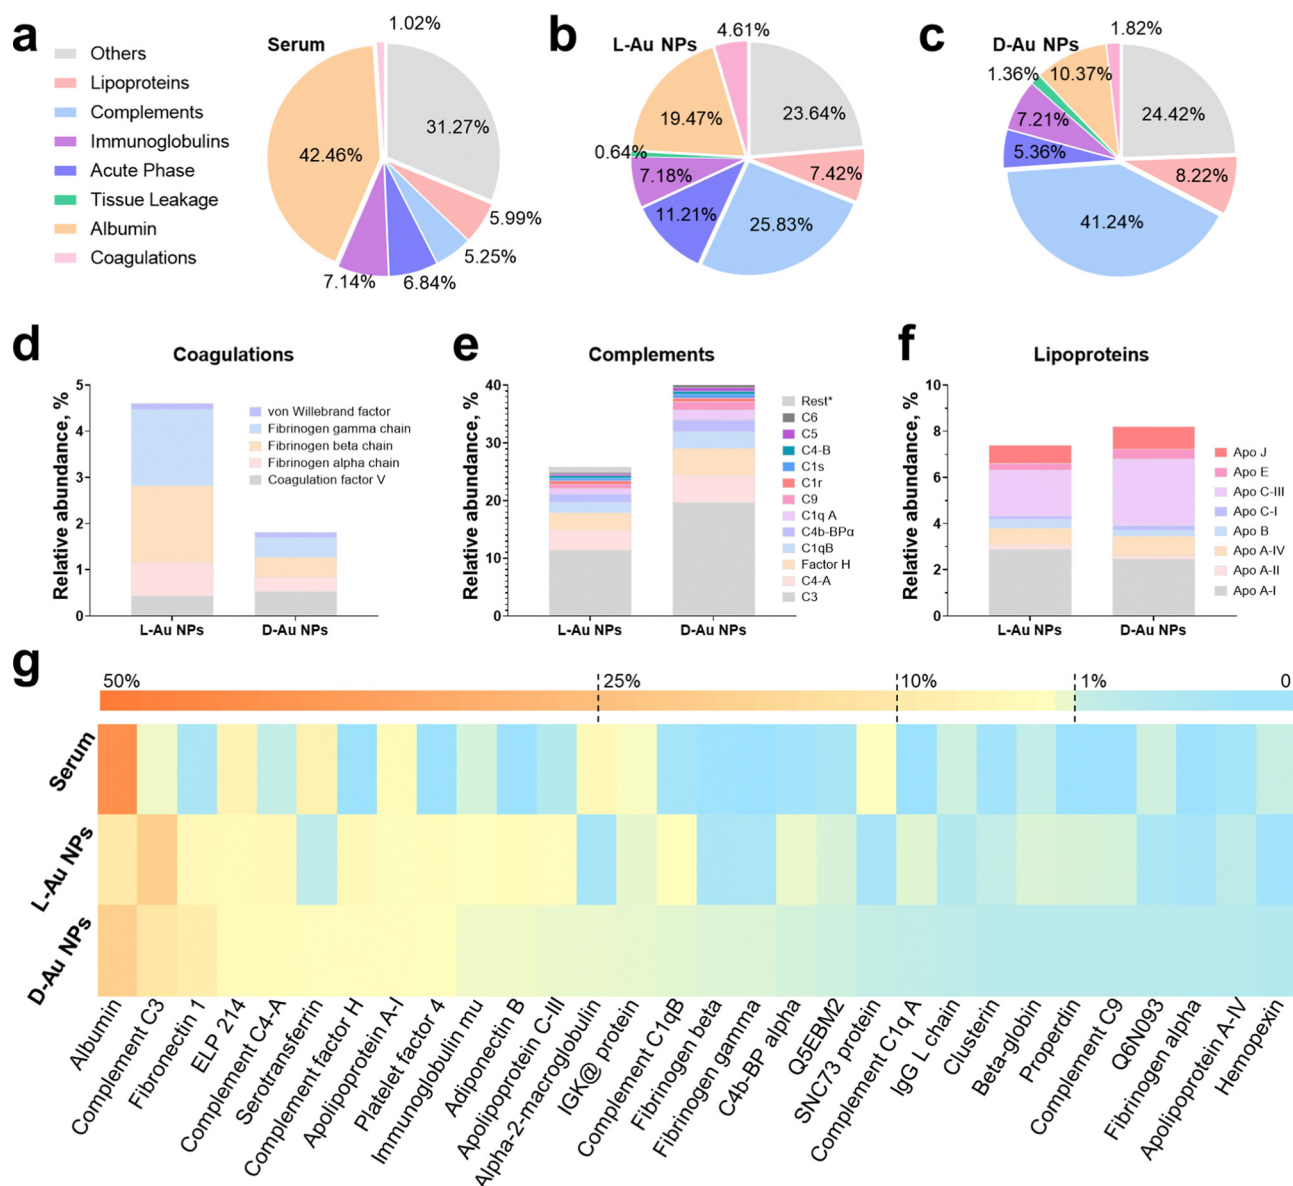 a
Others
Lipoproteins
Complements
Immunoglobulins
Acute Phase
Tissue Leakage
Albumin
Coagulations
Serum
1.02%
31.27%
42.46%
5.99%
5.25%
6.84%
7.14%
b
L-Au NPs
4.61%
23.64%
19.47%
0.64%
7.42%
7.18%
11.21%
25.83%
c
D-Au NPs
1.82%
10.37%
1.36%
24.42%
7.21%
5.36%
8.22%
41.24%
d
Coagulations
Relative abundance, %
5
4
3
2
1
0
von Willebrand factor
Fibrinogen gamma chain
Fibrinogen beta chain
Fibrinogen alpha chain
Coagulation factor V
L-Au NPs
D-Au NPs
e
Complements
Relative abundance, %
40
30
20
10
0
Rest*
C6
C5
C4-B
C1s
C1r
C9
C1q A
C4b-BPα
C1qB
Factor H
C4-A
C3
L-Au NPs
D-Au NPs
f
Lipoproteins
Relative abundance, %
10
8
6
4
2
0
Apo J
Apo E
Apo C-III
Apo C-I
Apo B
Apo A-IV
Apo A-II
Apo A-I
L-Au NPs
D-Au NPs
g
50%
25%
10%
1%
0
Serum
L-Au NPs
D-Au NPs
Albumin
Complement C3
Fibronectin 1
ELP 214
Complement C4-A
Serotransferrin
Complement factor H
Apolipoprotein A-I
Platelet factor 4
Immunoglobulin mu
Adiponectin B
Apolipoprotein C-III
Alpha-2-macroglobulin
IGK@ protein
Complement C1qB
Fibrinogen beta
Fibrinogen gamma
C4b-BP alpha
Q5EBM2
SNC73 protein
Complement C1q A
IgG L chain
Clusterin
Beta-globin
Properdin
Complement C9
Q6N093
Fibrinogen alpha
Apolipoprotein A-IV
Hemopexin